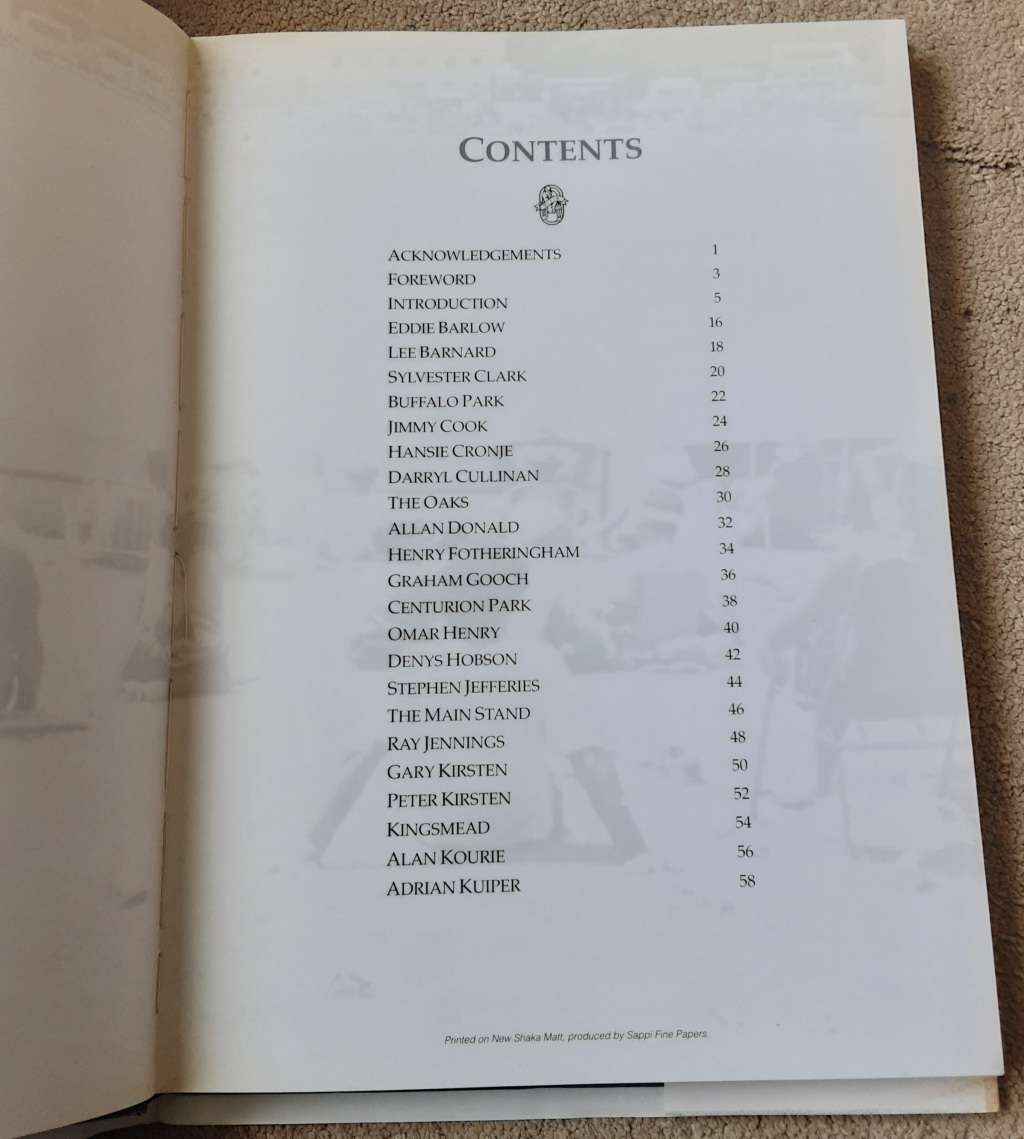 CONTENTS
ACKNOWLEDGEMENTS 1
FOREWORD 3
INTRODUCTION 5
EDDIE BARLOW 16
LEE BARNARD 18
SYLVESTER CLARK 20
BUFFALO PARK 22
JIMMY COOK 24
HANSIE CRONJE 26
DARRYL CULLINAN 28
THE OAKS 30
ALLAN DONALD 32
HENRY FOTHERINGHAM 34
GRAHAM GOOCH 36
CENTURION PARK 38
OMAR HENRY 40
DENYS HOBSON 42
STEPHEN JEFFERIES 44
THE MAIN STAND 46
RAY JENNINGS 48
GARY KIRSTEN 50
PETER KIRSTEN 52
KINGSMEAD 54
ALAN KOURIE 56
ADRIAN KUIPER 58
Printed on New Shaka Matt, produced by Sappi Fine Papers.